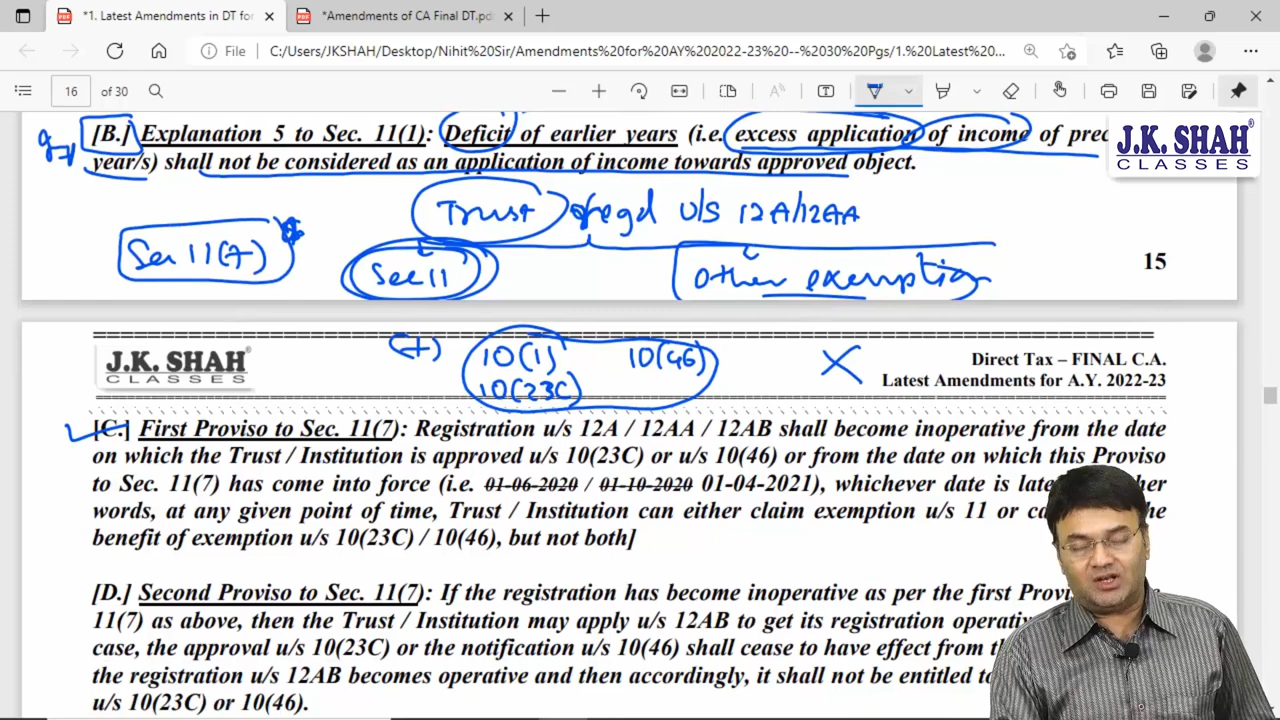 *1. Latest Amendments in DT for
*Amendments of CA Final DT.pdf
File
C:/Users/JKSHAH/Desktop/Nihit%20Sir/Amendments%20for%20AY%202022-23%20--%2030%20Pgs/1.%20Latest%20...
16 of 30
J.K. SHAH
CLASSES
[B.] Explanation 5 to Sec. 11(1): Deficit of earlier years (i.e. excess application of income of
year/s) shall not be considered as an application of income towards approved object.
Trust regd U/S 12A/12AA
Sec 11(7)
Sec 11
Other exemption
15
(+) 10(1) 10(46)
10(23C)
J.K. SHAH
CLASSES
Direct Tax – FINAL C.A.
Latest Amendments for A.Y. 2022-23
[C.] First Proviso to Sec. 11(7): Registration u/s 12A / 12AA / 12AB shall become inoperative from the date
on which the Trust / Institution is approved u/s 10(23C) or u/s 10(46) or from the date on which this Proviso
to Sec. 11(7) has come into force (i.e. 01-06-2020 / 01-10-2020 01-04-2021), whichever date is
words, at any given point of time, Trust / Institution can either claim exemption u/s 11 or
benefit of exemption u/s 10(23C) / 10(46), but not both]
[D.] Second Proviso to Sec. 11(7): If the registration has become inoperative as per the first
11(7) as above, then the Trust / Institution may apply u/s 12AB to get its registration
case, the approval u/s 10(23C) or the notification u/s 10(46) shall cease to have effect from
the registration u/s 12AB becomes operative and then accordingly, it shall not be entitled
u/s 10(23C) or 10(46).